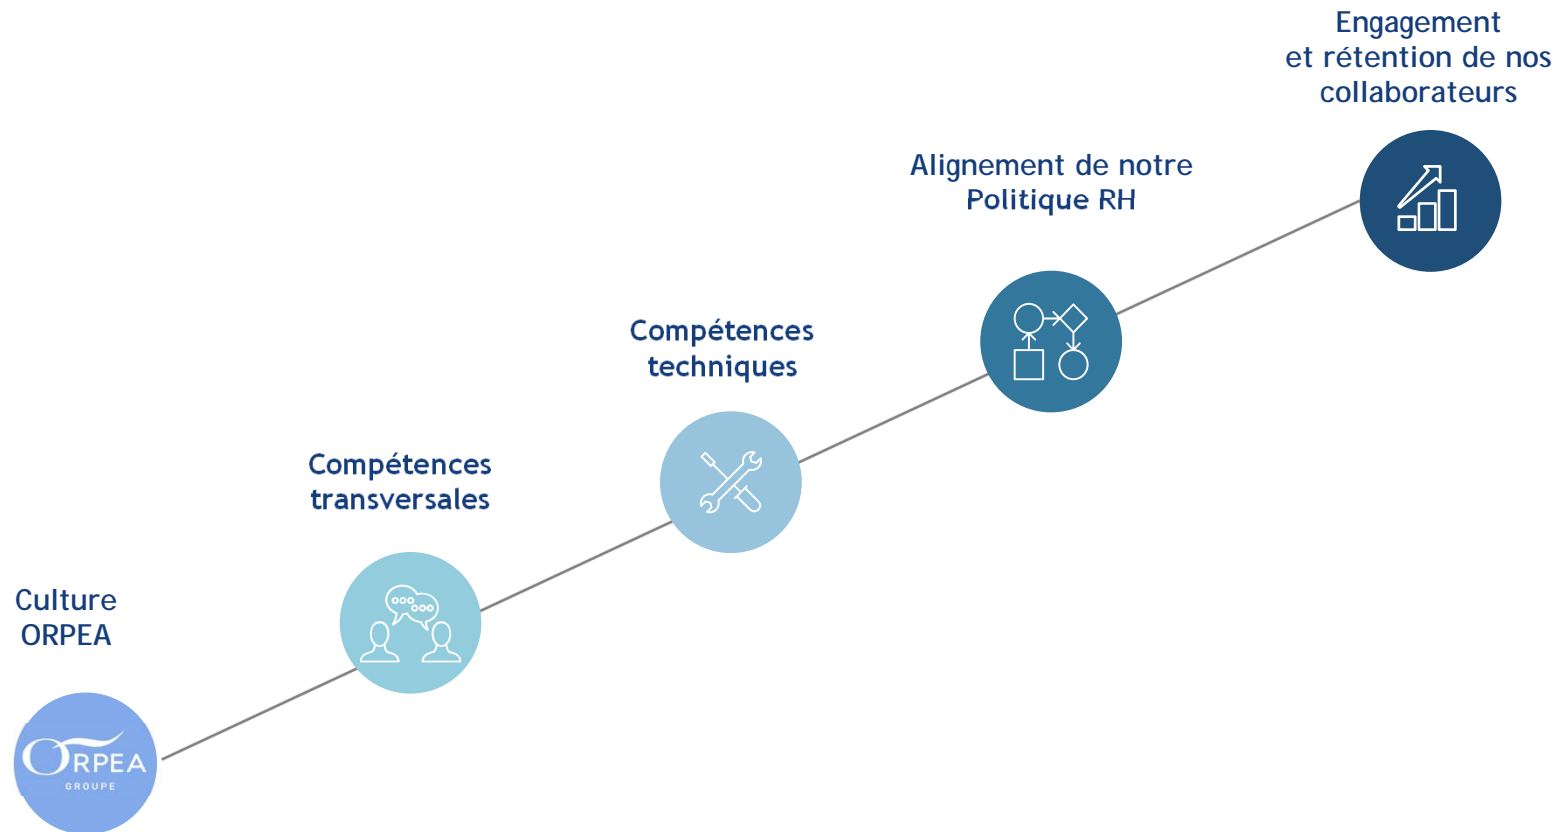 Engagement
et rétention de nos
collaborateurs
Alignement de notre
Politique RH
Compétences
techniques
Compétences
transversales
Culture
ORPEA
ORPEA
GROUPE